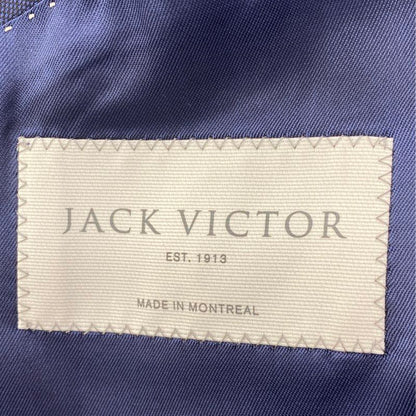 JACK VICTOR
EST. 1913
MADE IN MONTREAL